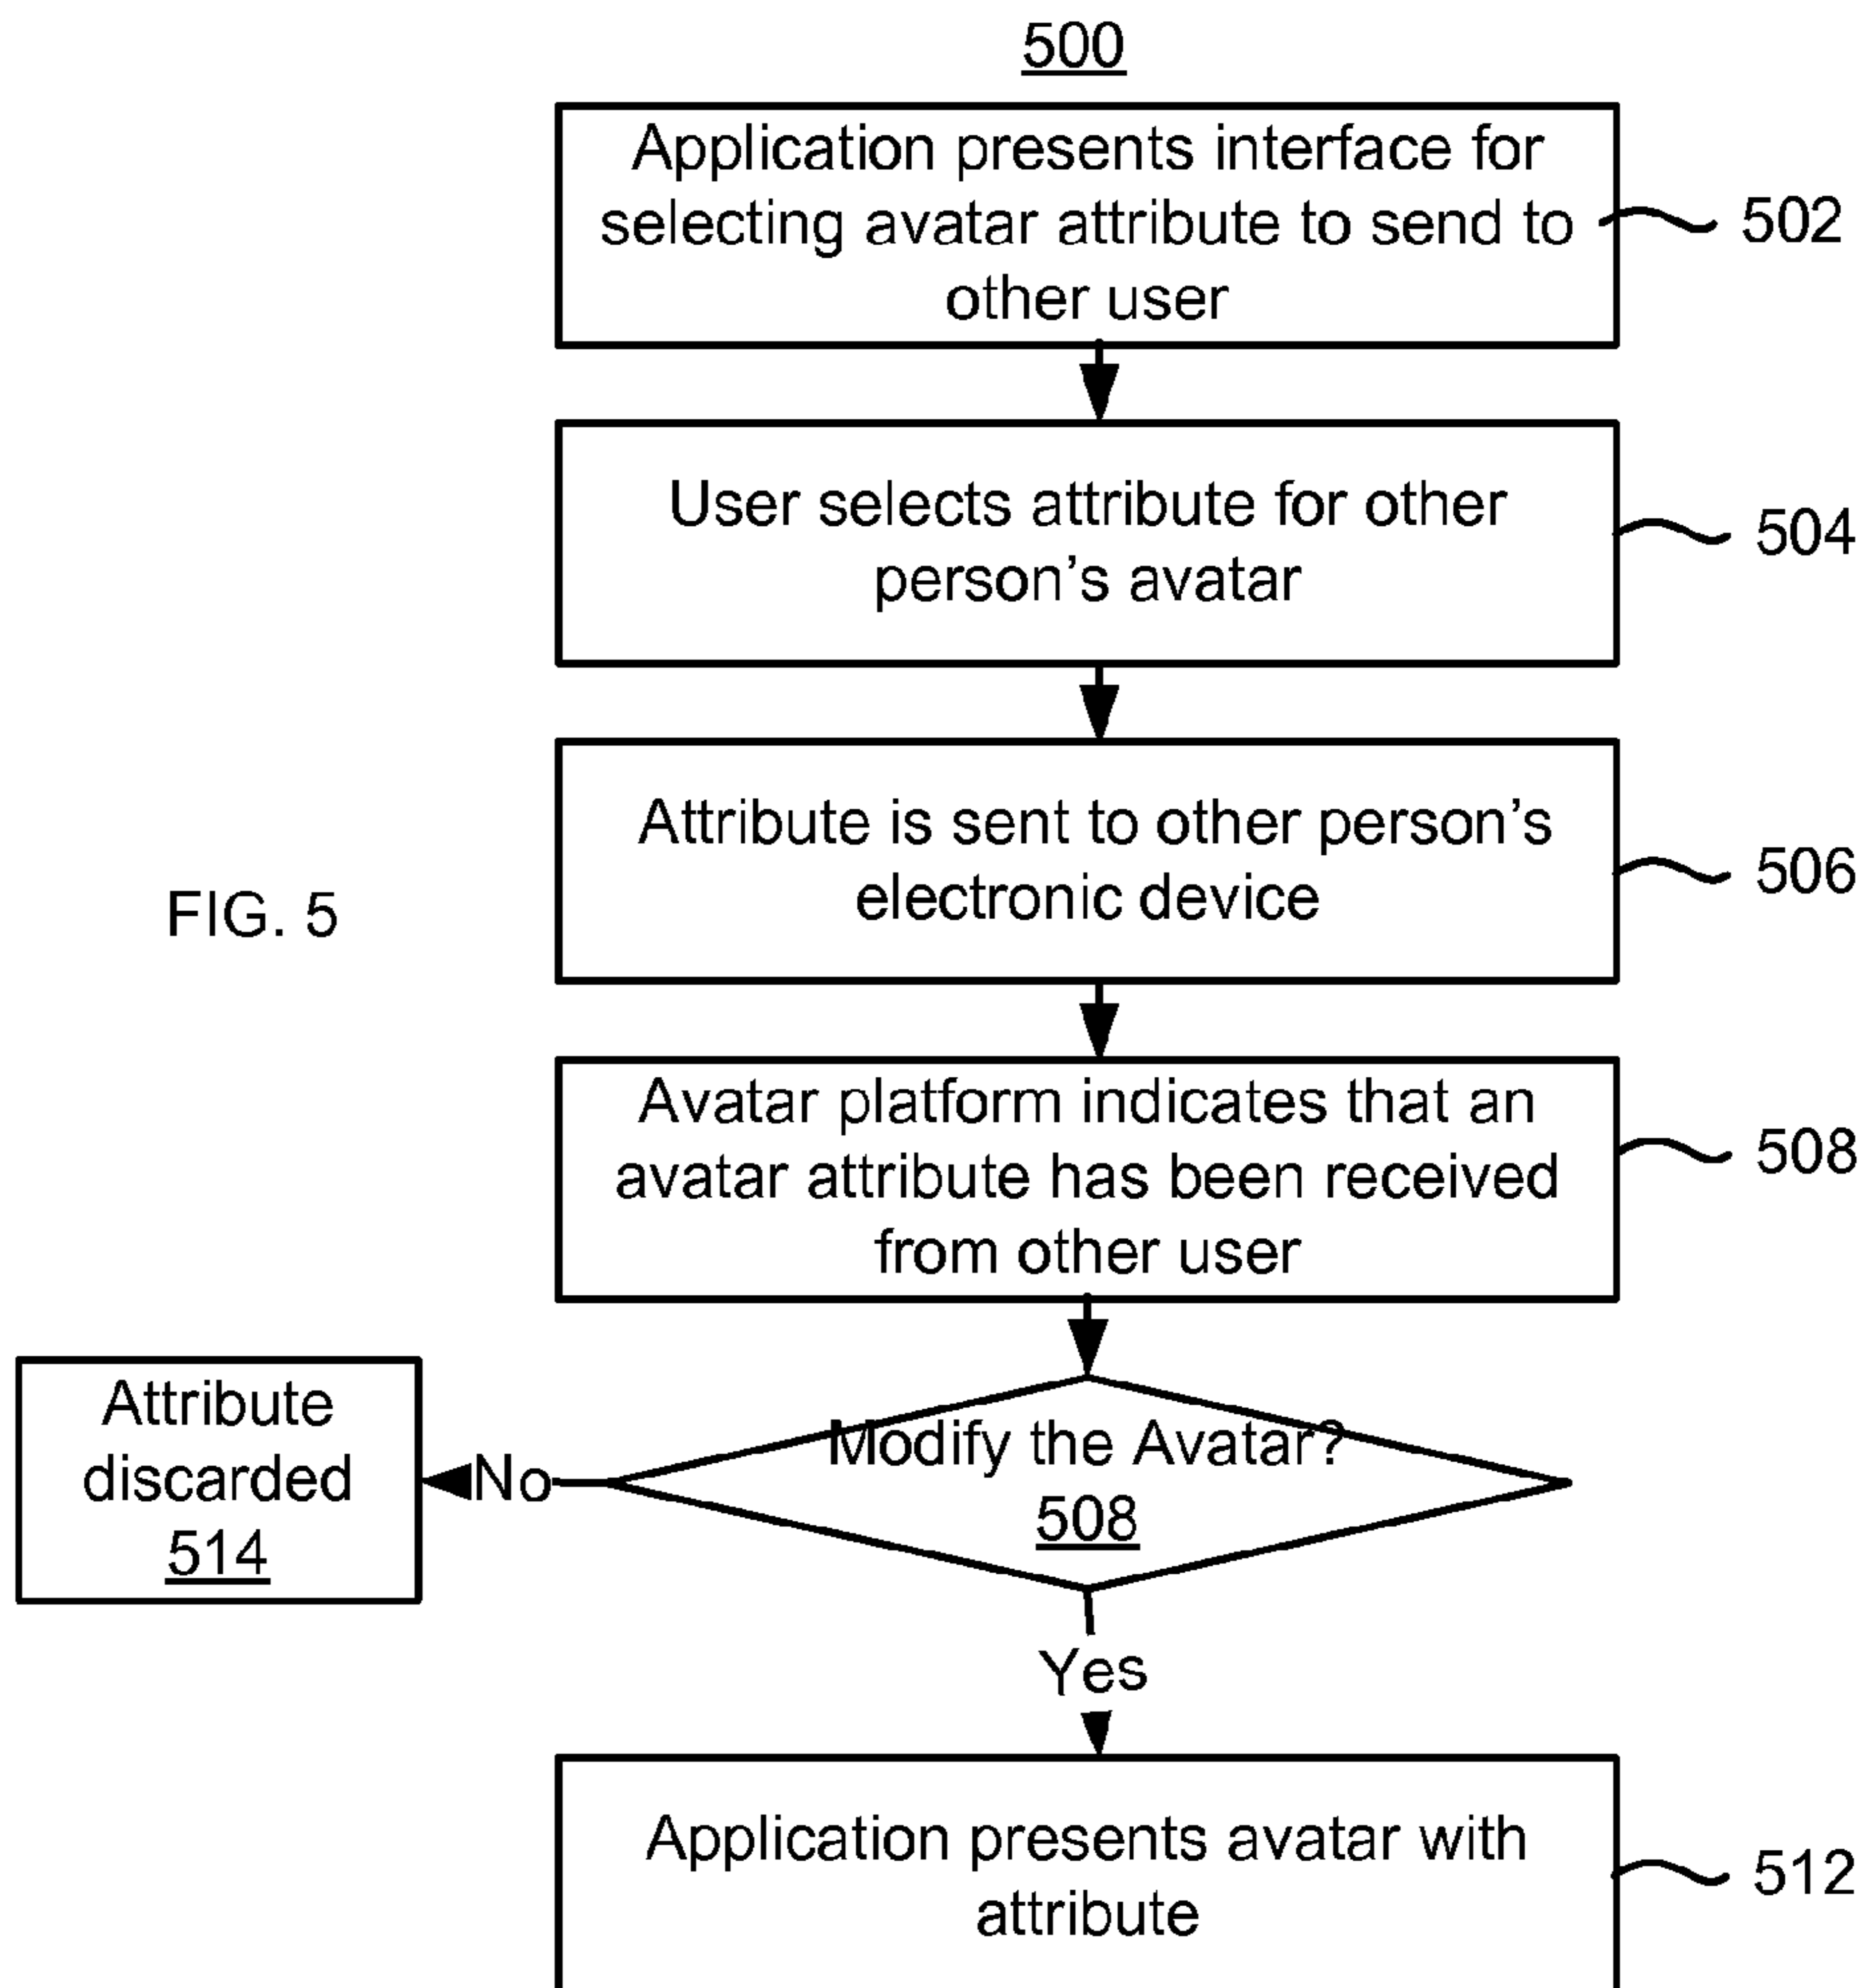 500
Application presents interface for
selecting avatar attribute to send to
other user
502
User selects attribute for other
person's avatar
504
Attribute is sent to other person's
electronic device
506
FIG. 5
Avatar platform indicates that an
avatar attribute has been received
from other user
508
Modify the Avatar?
508
No
Attribute
discarded
514
Yes
Application presents avatar with
attribute
512